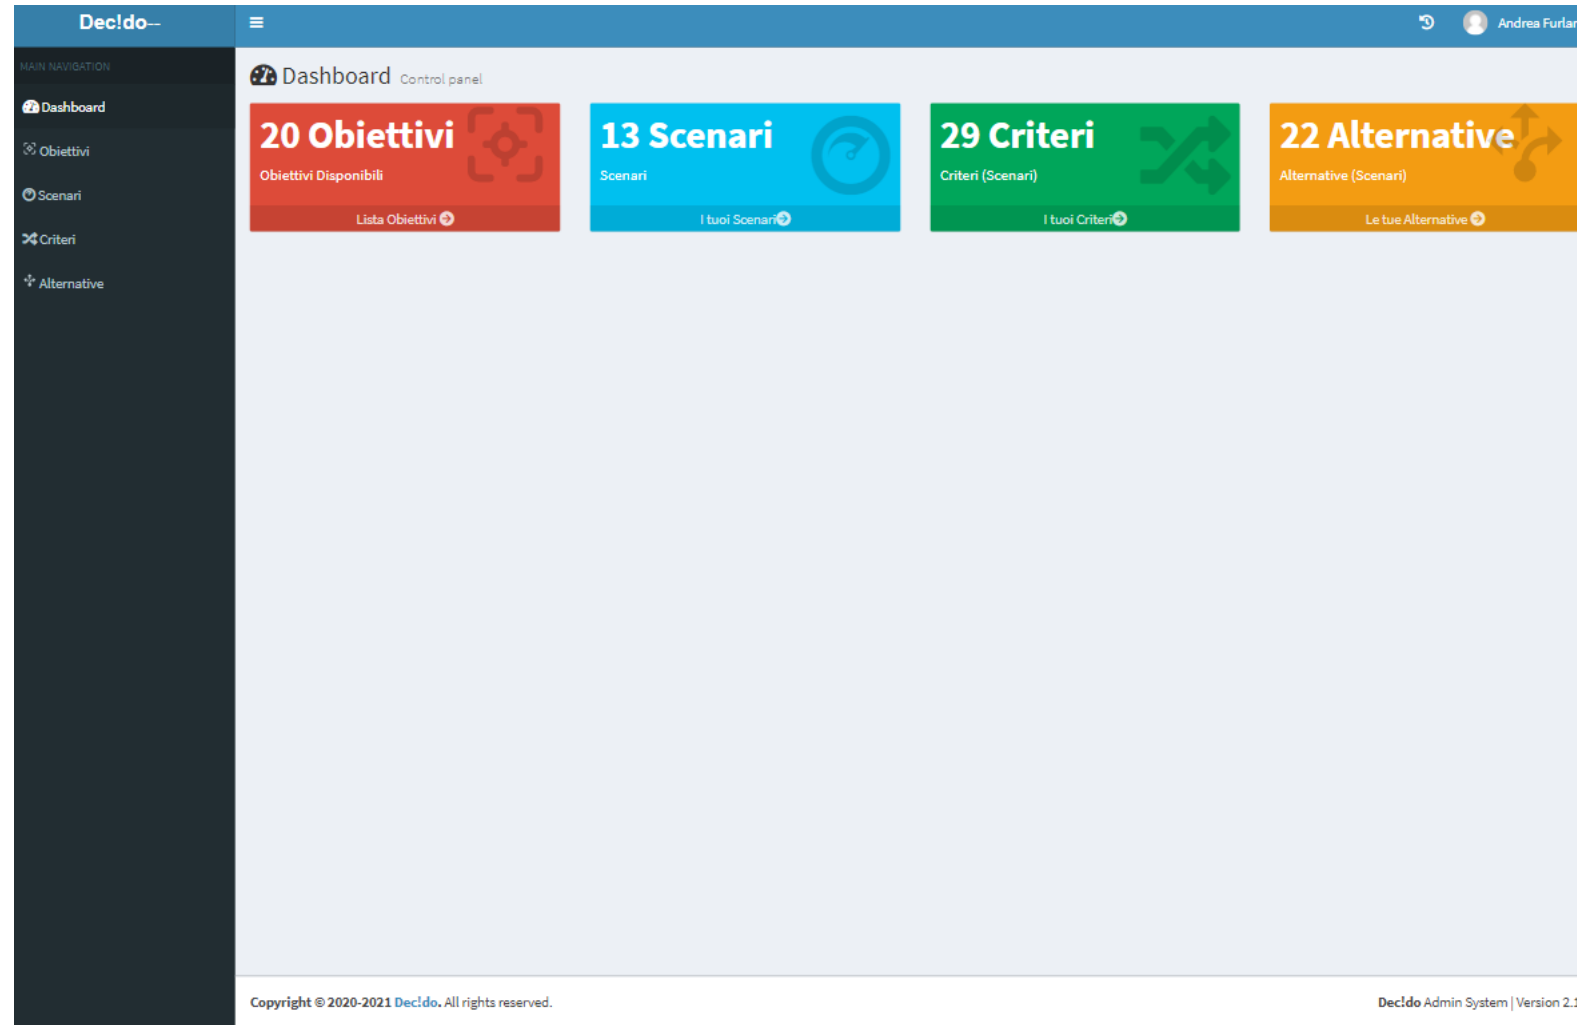 Dec!do--
Andrea Furlan
MAIN NAVIGATION
Dashboard
Obiettivi
Scenari
Criteri
Alternative
Dashboard Control panel
20 Obiettivi
Obiettivi Disponibili
Lista Obiettivi
13 Scenari
Scenari
I tuoi Scenari
29 Criteri
Criteri (Scenari)
I tuoi Criteri
22 Alternative
Alternative (Scenari)
Le tue Alternative
Copyright © 2020-2021 Dec!do. All rights reserved.
Dec!do Admin System | Version 2.1